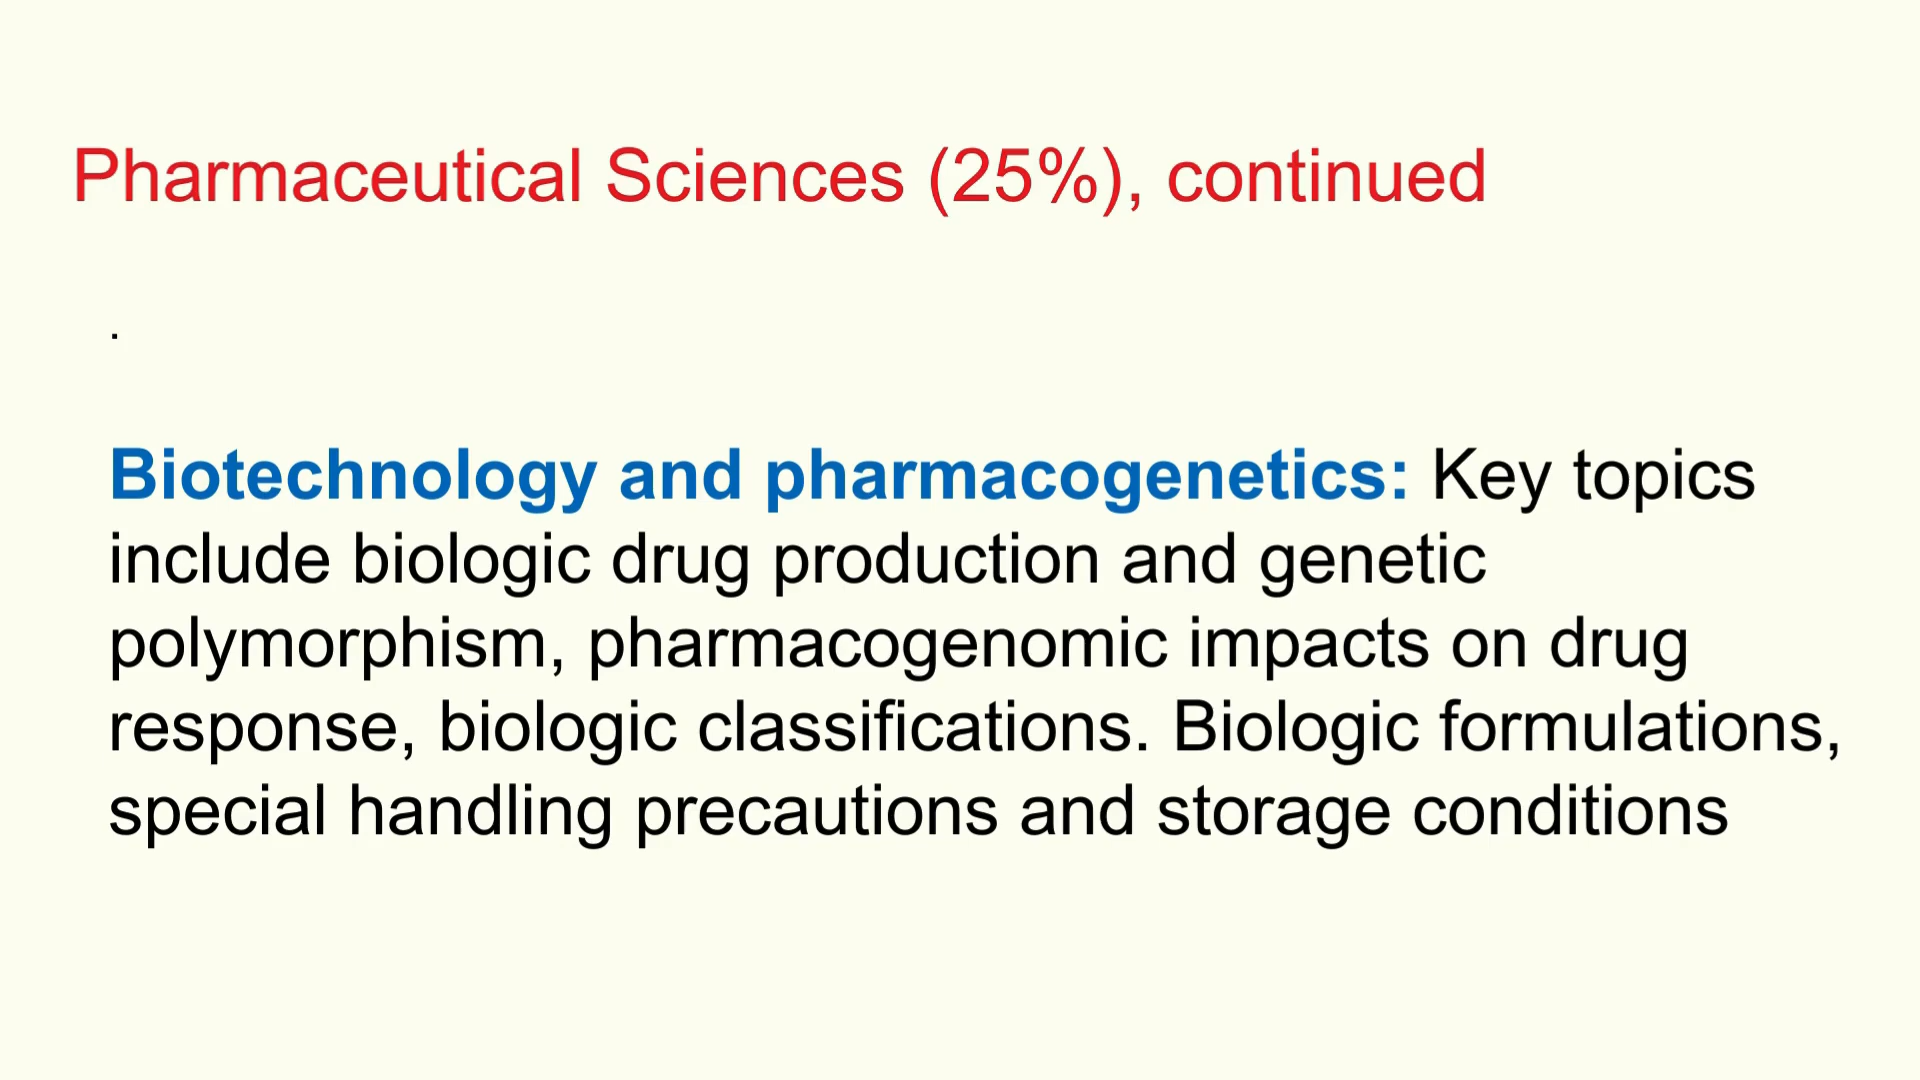 Pharmaceutical Sciences (25%), continued
.
Biotechnology and pharmacogenetics: Key topics
include biologic drug production and genetic
polymorphism, pharmacogenomic impacts on drug
response, biologic classifications. Biologic formulations,
special handling precautions and storage conditions